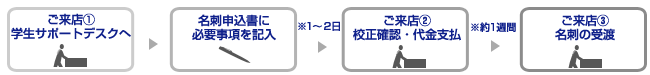 ご来店①
学生サポートデスクへ
名刺申込書に
必要事項を記入
※1～2日
ご来店②
校正確認・代金支払
※約1週間
ご来店③
名刺の受渡